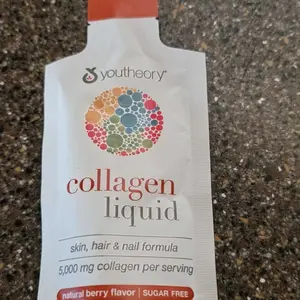 youtheory®
collagen
liquid
skin, hair & nail formula
5,000 mg collagen per serving
natural berry flavor | SUGAR FREE